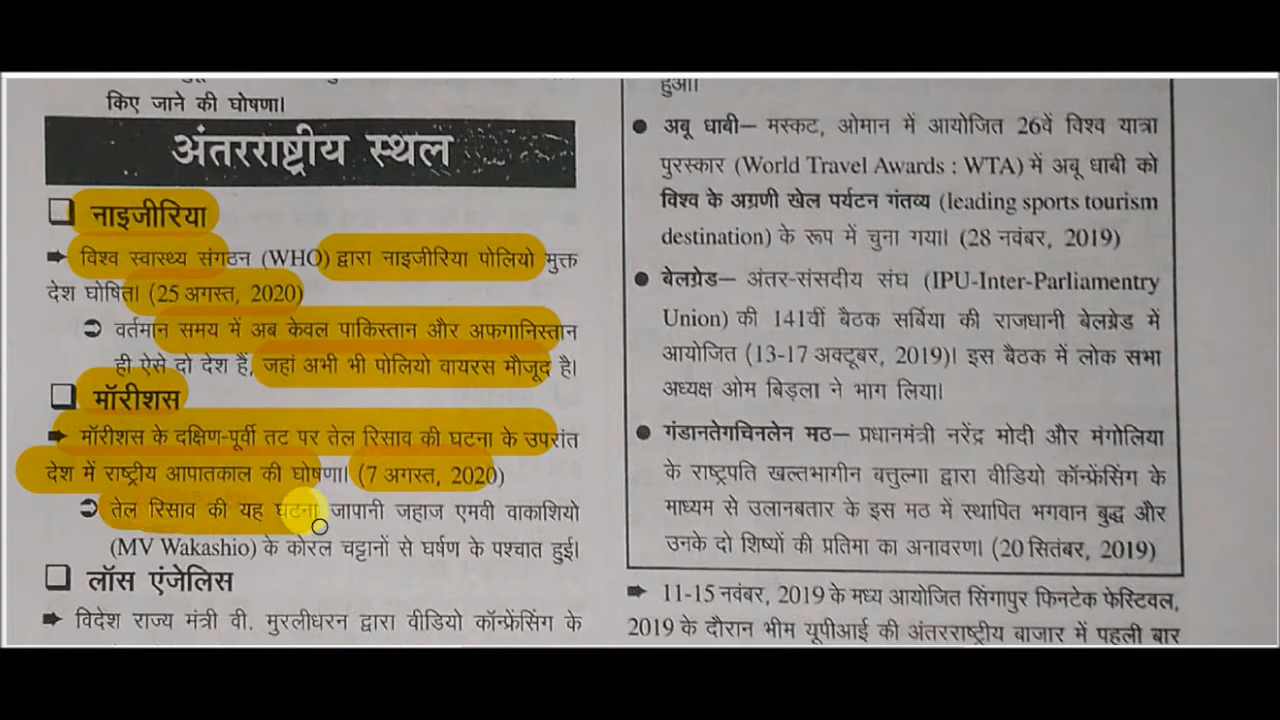 किए जाने की घोषणा।
अंतरराष्ट्रीय स्थल
❑ नाइजीरिया
➨ विश्व स्वास्थ्य संगठन (WHO) द्वारा नाइजीरिया पोलियो मुक्त
देश घोषित। (25 अगस्त, 2020)
➲ वर्तमान समय में अब केवल पाकिस्तान और अफगानिस्तान
ही ऐसे दो देश हैं, जहां अभी भी पोलियो वायरस मौजूद है।
❑ मॉरीशस
➨ मॉरीशस के दक्षिण-पूर्वी तट पर तेल रिसाव की घटना के उपरांत
देश में राष्ट्रीय आपातकाल की घोषणा। (7 अगस्त, 2020)
➲ तेल रिसाव की यह घटना जापानी जहाज एमवी वाकाशियो
(MV Wakashio) के कोरल चट्टानों से घर्षण के पश्चात हुई।
❑ लॉस एंजेलिस
➨ विदेश राज्य मंत्री वी. मुरलीधरन द्वारा वीडियो कॉन्फ्रेंसिंग के
हुआ।
● अबू धाबी– मस्कट, ओमान में आयोजित 26वें विश्व यात्रा
पुरस्कार (World Travel Awards : WTA) में अबू धाबी को
विश्व के अग्रणी खेल पर्यटन गंतव्य (leading sports tourism
destination) के रूप में चुना गया। (28 नवंबर, 2019)
● बेलग्रेड– अंतर-संसदीय संघ (IPU-Inter-Parliamentry
Union) की 141वीं बैठक सर्बिया की राजधानी बेलग्रेड में
आयोजित (13-17 अक्टूबर, 2019)। इस बैठक में लोक सभा
अध्यक्ष ओम बिड़ला ने भाग लिया।
● गंडानतेगचिनलेन मठ– प्रधानमंत्री नरेंद्र मोदी और मंगोलिया
के राष्ट्रपति खल्तभागीन बत्तुल्गा द्वारा वीडियो कॉन्फ्रेंसिंग के
माध्यम से उलानबतार के इस मठ में स्थापित भगवान बुद्ध और
उनके दो शिष्यों की प्रतिमा का अनावरण। (20 सितंबर, 2019)
➨ 11-15 नवंबर, 2019 के मध्य आयोजित सिंगापुर फिनटेक फेस्टिवल,
2019 के दौरान भीम यूपीआई की अंतरराष्ट्रीय बाजार में पहली बार